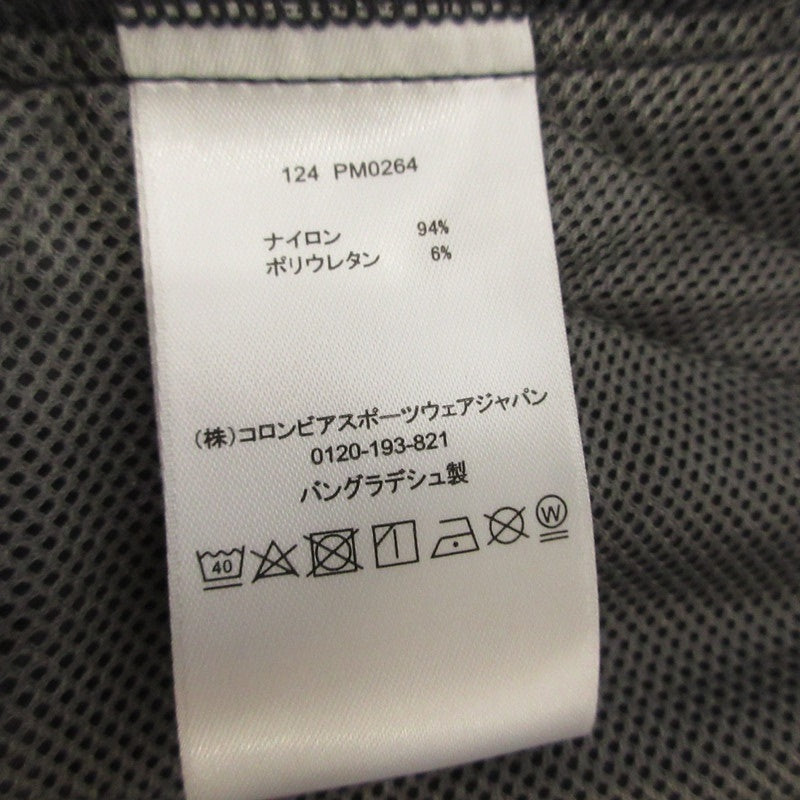 124 PM0264
ナイロン 94%
ポリウレタン 6%
(株)コロンビアスポーツウェアジャパン
0120-193-821
バングラデシュ製
40 W